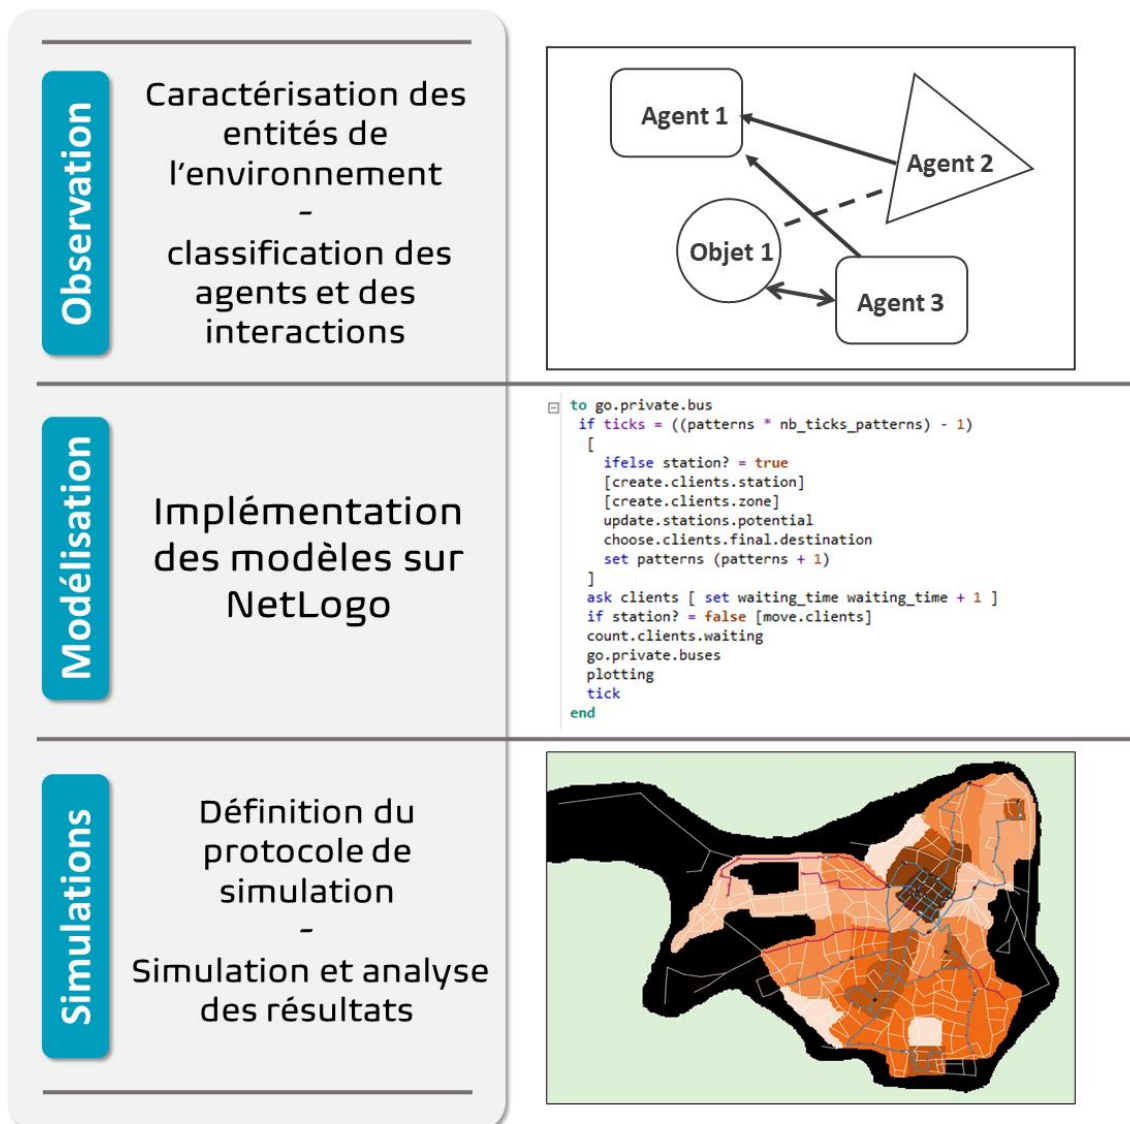 Observation
Caractérisation des
entités de
l'environnement
-
classification des
agents et des
interactions
Agent 1
Agent 2
Objet 1
Agent 3
Modélisation
Implémentation
des modèles sur
NetLogo
to go.private.bus
if ticks = ((patterns * nb_ticks_patterns) - 1)
[
ifelse station? = true
[create.clients.station]
[create.clients.zone]
update.stations.potential
choose.clients.final.destination
set patterns (patterns + 1)
]
ask clients [ set waiting_time waiting_time + 1 ]
if station? = false [move.clients]
count.clients.waiting
go.private.buses
plotting
tick
end
Simulations
Définition du
protocole de
simulation
-
Simulation et analyse
des résultats